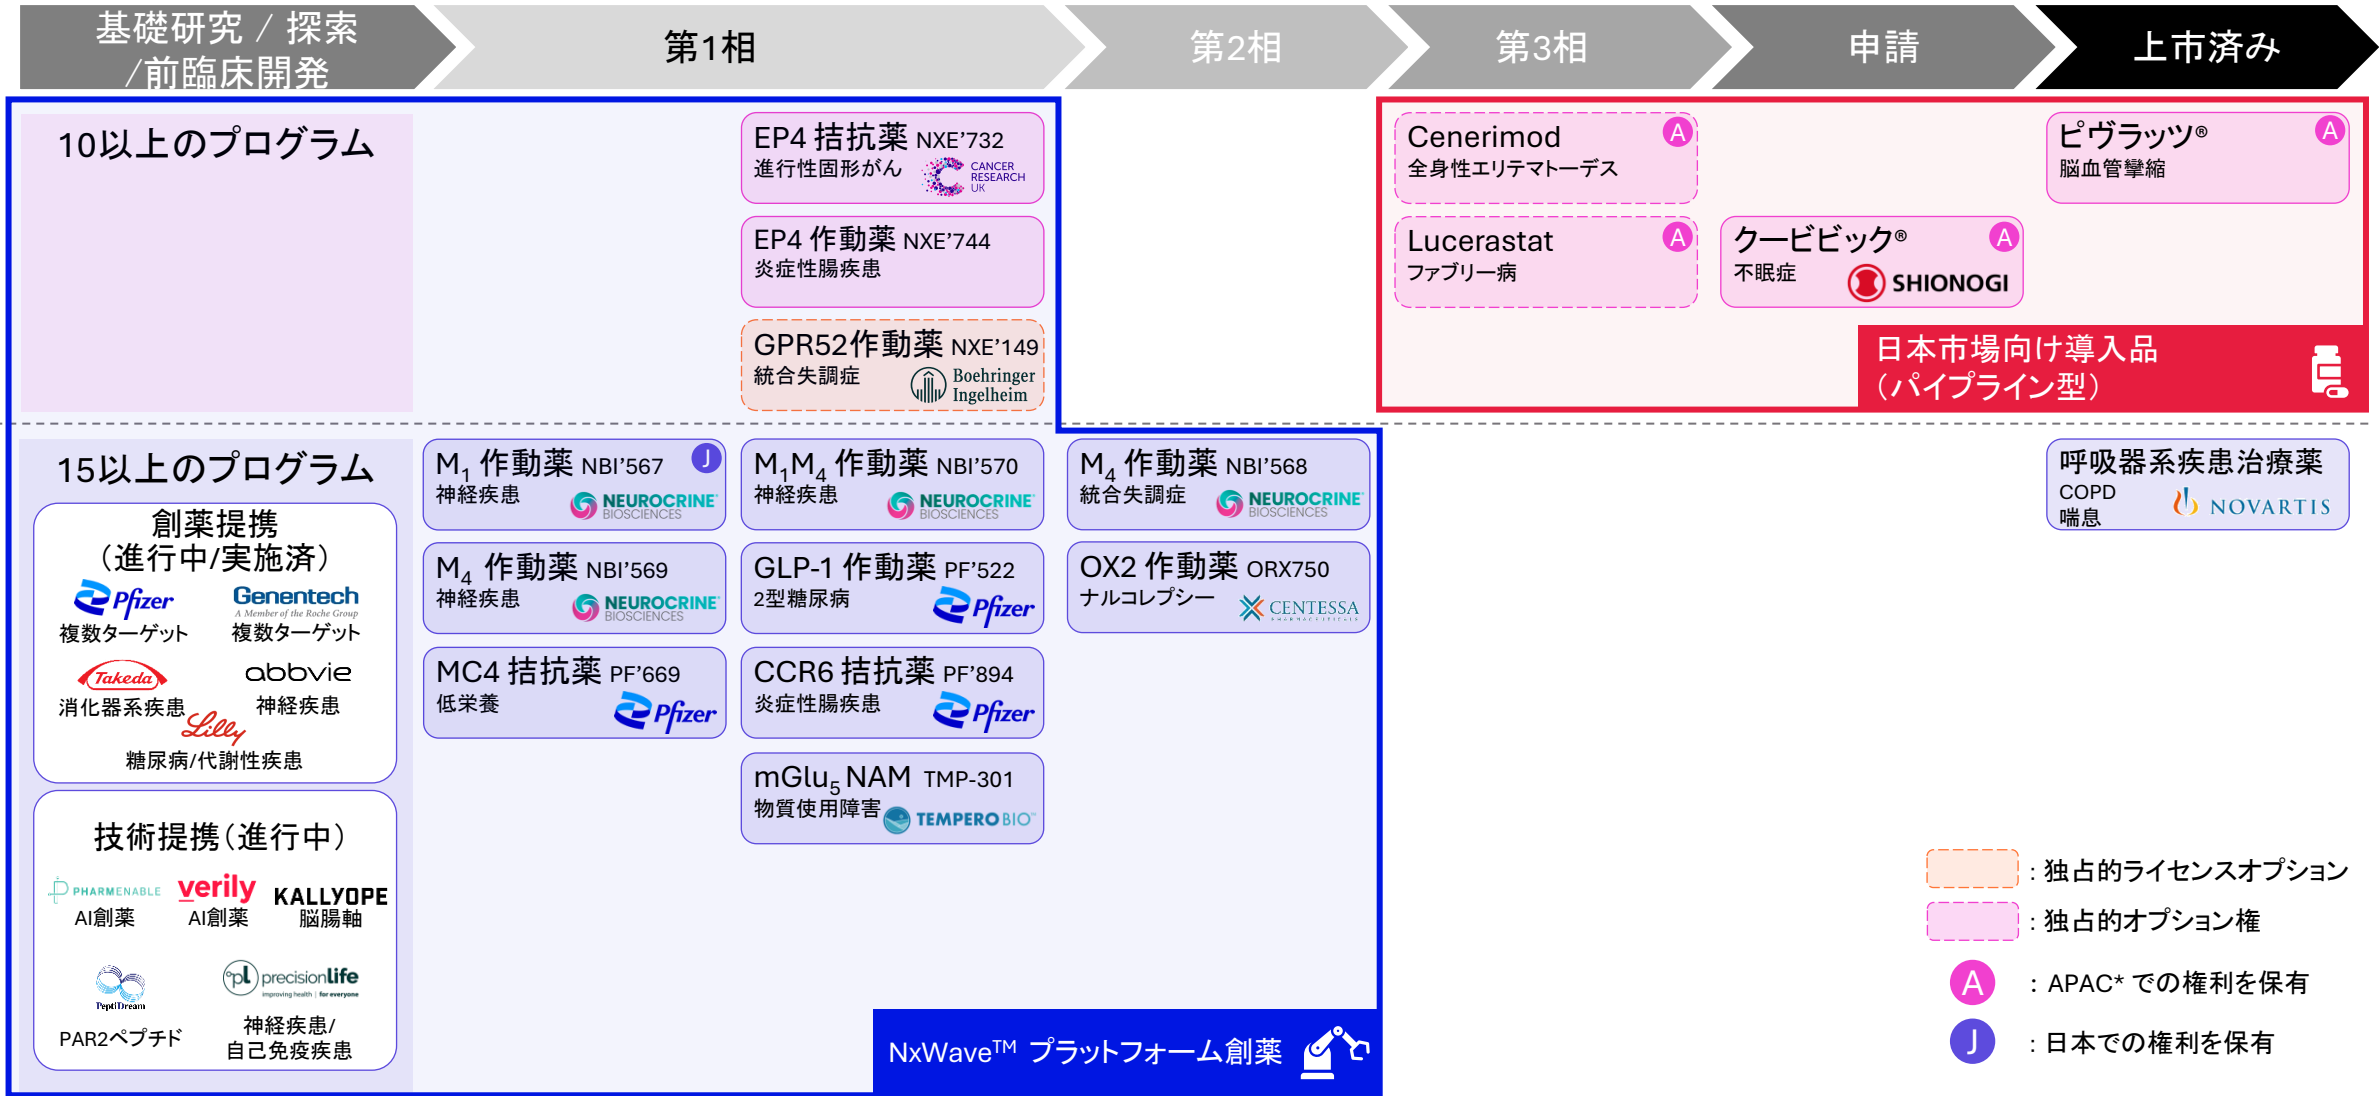 基礎研究 / 探索
/前臨床開発
第1相
第2相
第3相
申請
上市済み
10以上のプログラム
EP4 拮抗薬 NXE’732
進行性固形がん
CANCER
RESEARCH
UK
EP4 作動薬 NXE’744
炎症性腸疾患
GPR52作動薬 NXE’149
統合失調症
Boehringer
Ingelheim
Cenerimod
A
全身性エリテマトーデス
Lucerastat
A
ファブリー病
クービビック®
A
不眠症
SHIONOGI
ピヴラッツ®
A
脳血管攣縮
日本市場向け導入品
（パイプライン型）
15以上のプログラム
創薬提携
（進行中/実施済）
Pfizer
複数ターゲット
Genentech
A Member of the Roche Group
複数ターゲット
Takeda
消化器系疾患
abbvie
神経疾患
Lilly
糖尿病/代謝性疾患
技術提携（進行中）
PHARMENABLE
AI創薬
verily
AI創薬
KALLYOPE
脳腸軸
PeptiDream
PAR2ペプチド
pl precisionlife
improving health | for everyone
神経疾患/
自己免疫疾患
M1 作動薬 NBI’567
J
神経疾患
NEUROCRINE
BIOSCIENCES
M4 作動薬 NBI’569
神経疾患
NEUROCRINE
BIOSCIENCES
MC4 拮抗薬 PF’669
低栄養
Pfizer
M1M4 作動薬 NBI’570
神経疾患
NEUROCRINE
BIOSCIENCES
GLP-1 作動薬 PF’522
2型糖尿病
Pfizer
CCR6 拮抗薬 PF’894
炎症性腸疾患
Pfizer
mGlu5 NAM TMP-301
物質使用障害
TEMPERO BIO™
M4 作動薬 NBI’568
統合失調症
NEUROCRINE
BIOSCIENCES
OX2 作動薬 ORX750
ナルコレプシー
CENTESSA
PHARMACEUTICALS
呼吸器系疾患治療薬
COPD
喘息
NOVARTIS
NxWave™ プラットフォーム創薬
: 独占的ライセンスオプション
: 独占的オプション権
A : APAC* での権利を保有
J : 日本での権利を保有